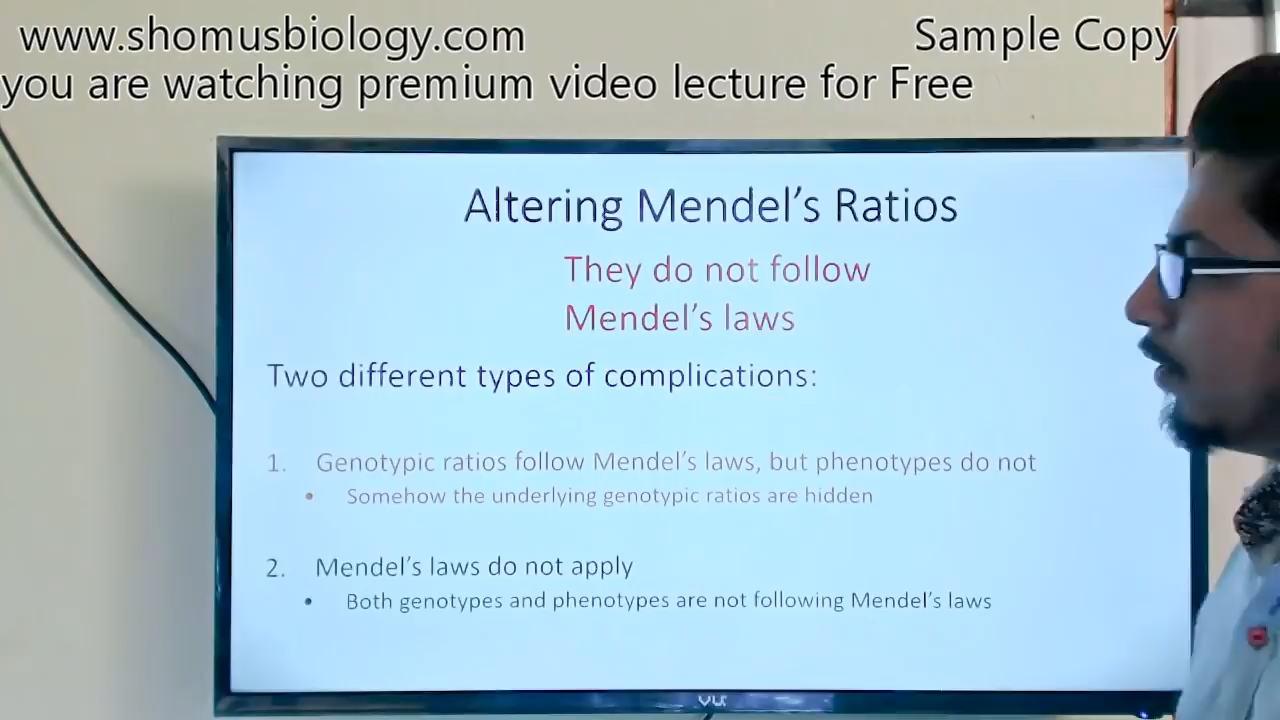 www.shomusbiology.com
Sample Copy
you are watching premium video lecture for Free
Altering Mendel's Ratios
They do not follow
Mendel's laws
Two different types of complications:
1. Genotypic ratios follow Mendel's laws, but phenotypes do not
• Somehow the underlying genotypic ratios are hidden
2. Mendel's laws do not apply
• Both genotypes and phenotypes are not following Mendel's laws
VU